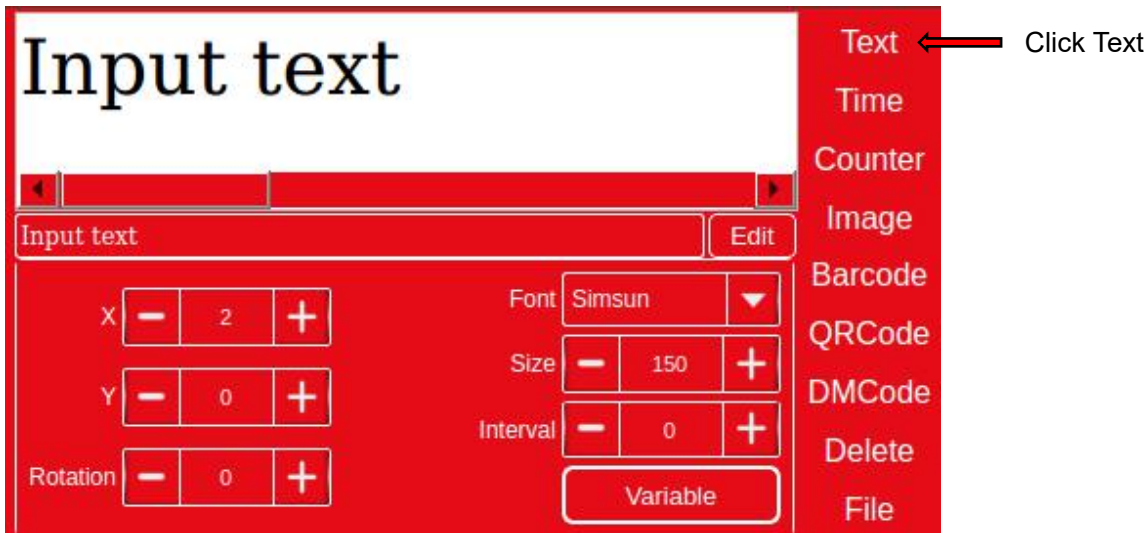 Input text
Input text
Edit
X
2
Y
0
Rotation
0
Font
Simsun
Size
150
Interval
0
Variable
Text
Time
Counter
Image
Barcode
QRCode
DMCode
Delete
File
Click Text